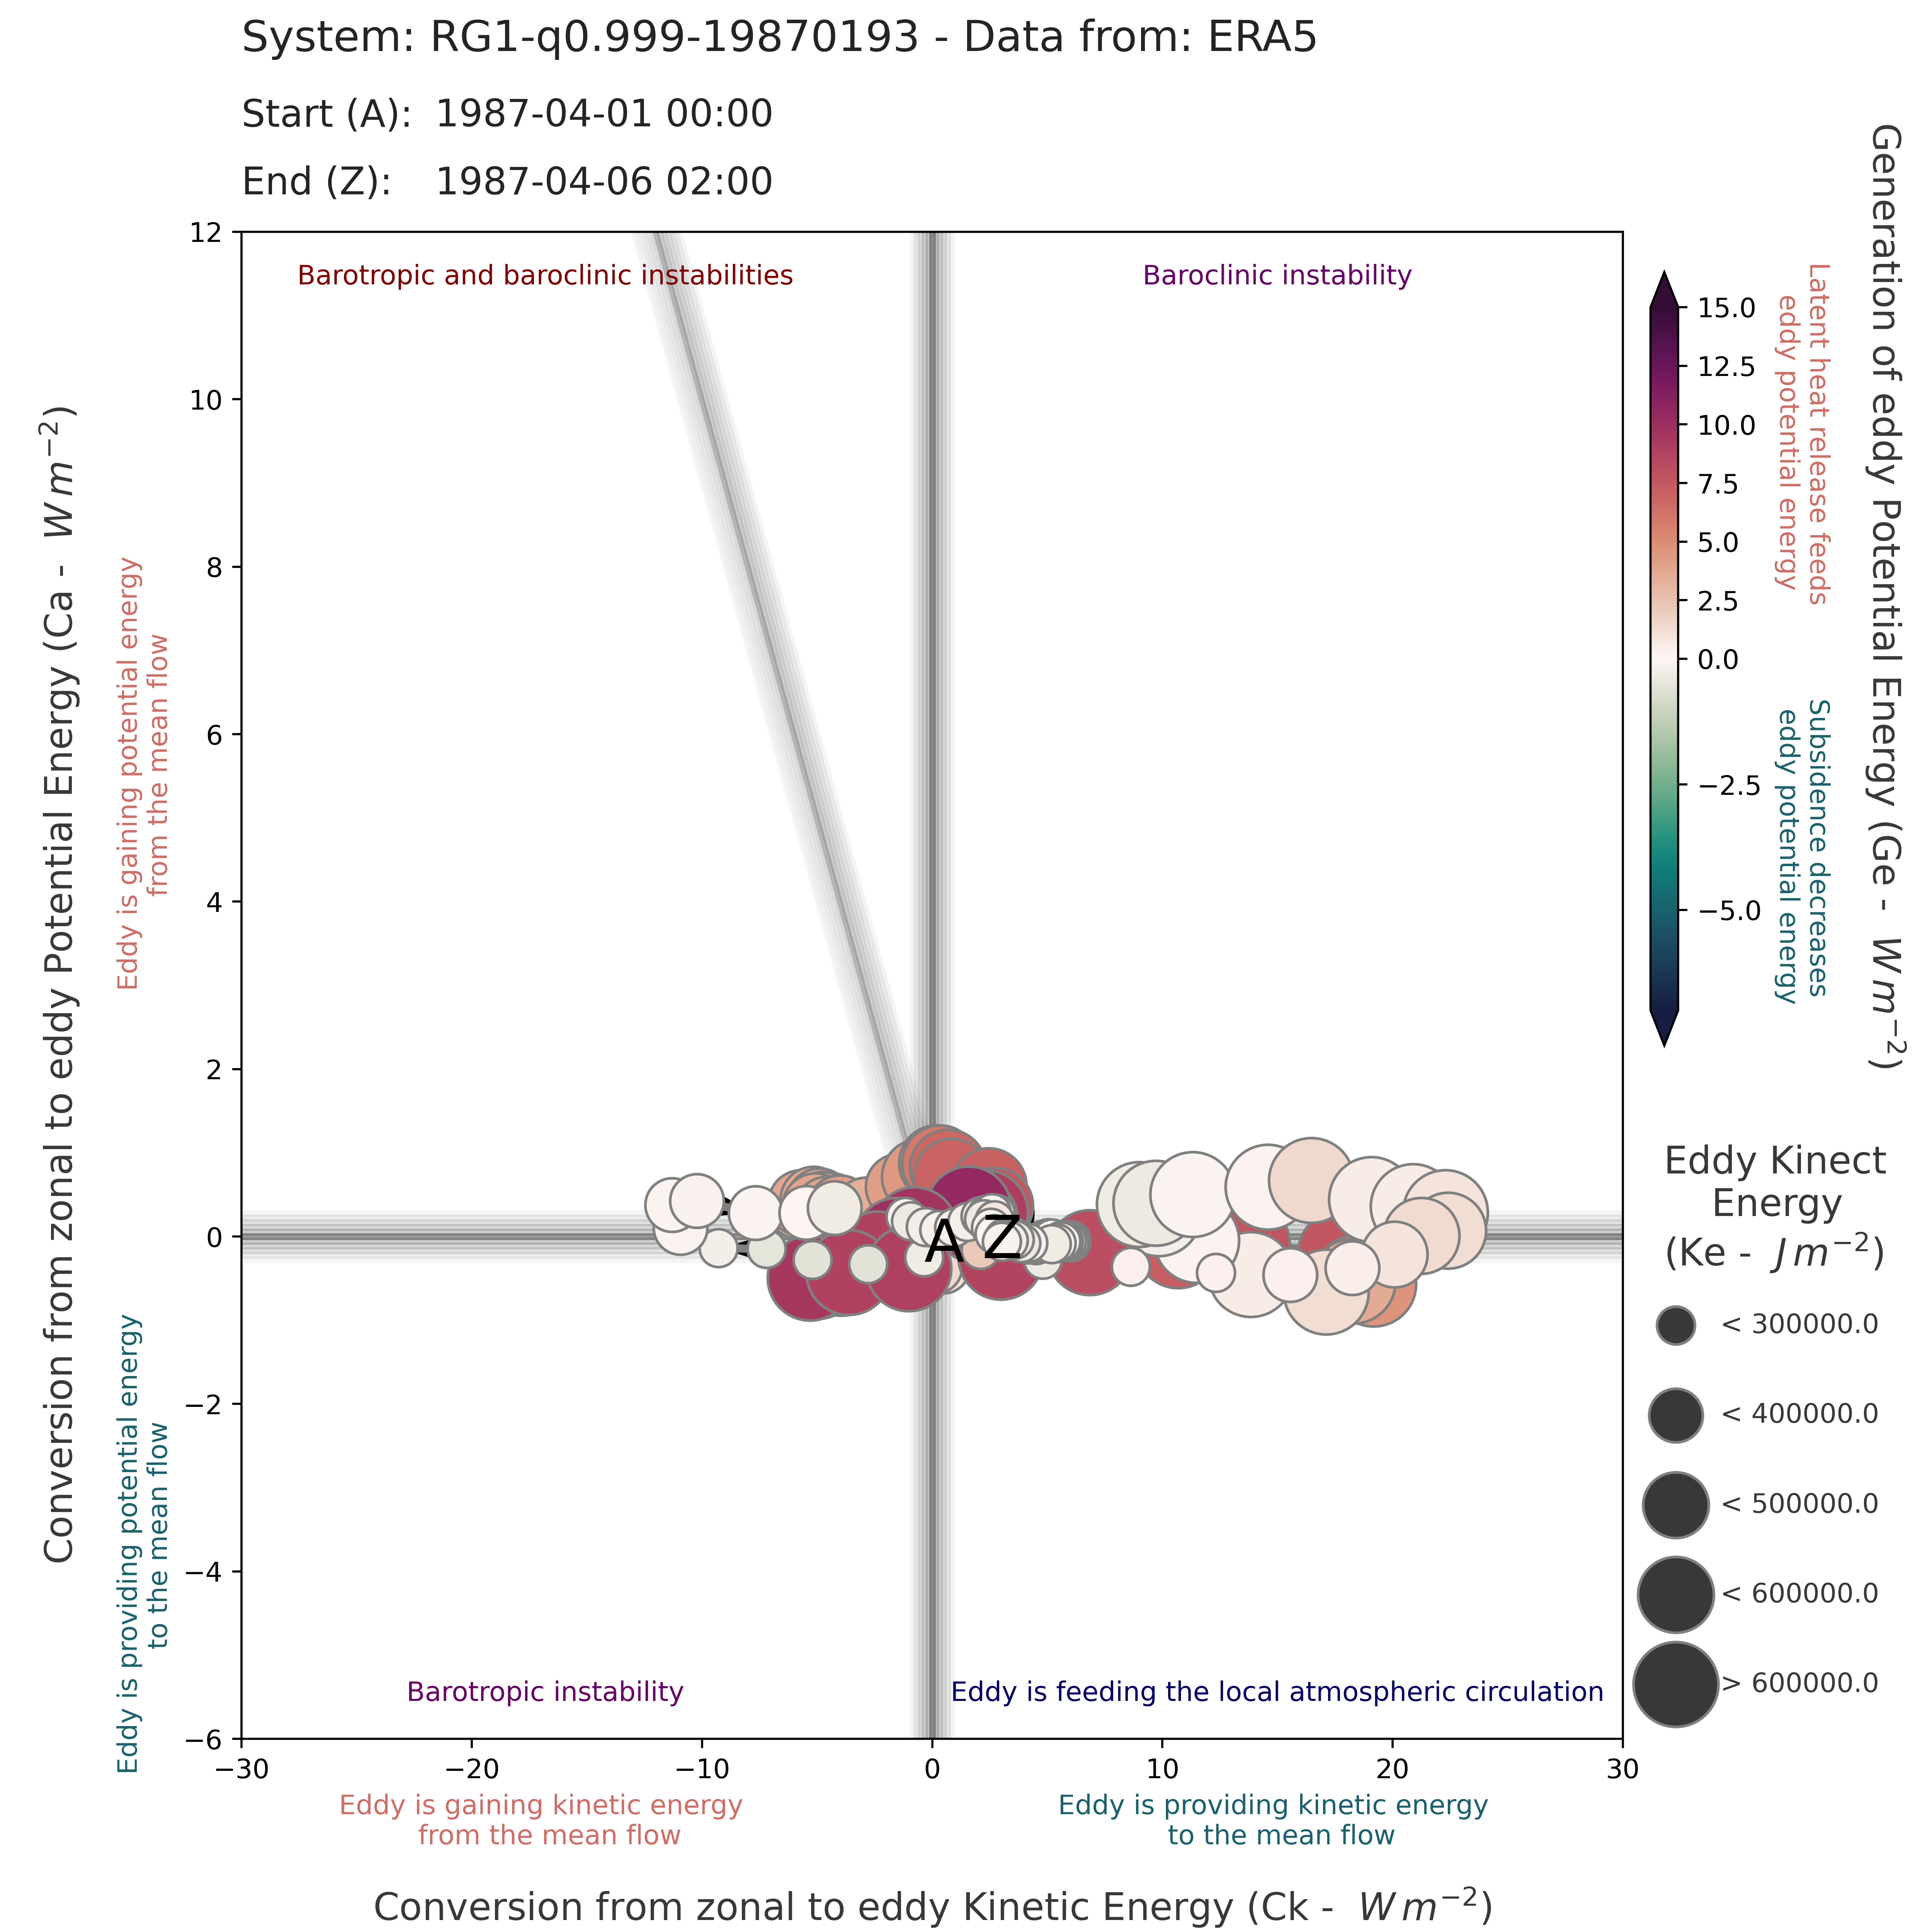 System: RG1-q0.999-19870193 - Data from: ERA5
Start (A): 1987-04-01 00:00
End (Z): 1987-04-06 02:00
Barotropic and baroclinic instabilities
Baroclinic instability
Barotropic instability
Eddy is feeding the local atmospheric circulation
A
Z
12
10
8
6
4
2
0
−2
−4
−6
−30
−20
−10
0
10
20
30
Conversion from zonal to eddy Potential Energy (Ca - W m⁻²)
Eddy is gaining potential energy
from the mean flow
Eddy is providing potential energy
to the mean flow
Eddy is gaining kinetic energy
from the mean flow
Eddy is providing kinetic energy
to the mean flow
Conversion from zonal to eddy Kinetic Energy (Ck - W m⁻²)
15.0
12.5
10.0
7.5
5.0
2.5
0.0
−2.5
−5.0
Latent heat release feeds
eddy potential energy
Subsidence decreases
eddy potential energy
Generation of eddy Potential Energy (Ge - W m⁻²)
Eddy Kinect
Energy
(Ke - J m⁻²)
< 300000.0
< 400000.0
< 500000.0
< 600000.0
> 600000.0